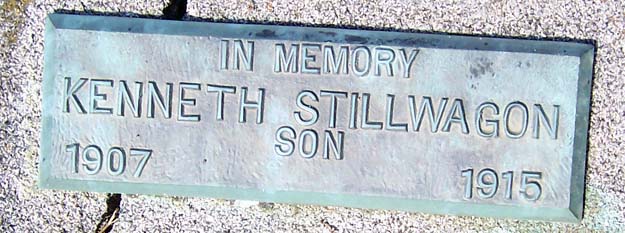 IN MEMORY
KENNETH STILLWAGON
SON
1907 1915